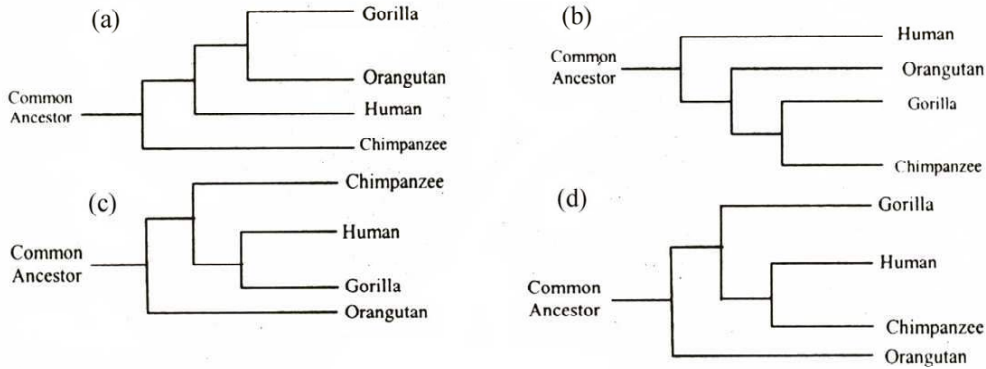 (a)
Gorilla
Orangutan
Common
Ancestor
Human
Chimpanzee
(b)
Human
Common
Ancestor
Orangutan
Gorilla
Chimpanzee
(c)
Chimpanzee
Human
Common
Ancestor
Gorilla
Orangutan
(d)
Gorilla
Human
Common
Ancestor
Chimpanzee
Orangutan